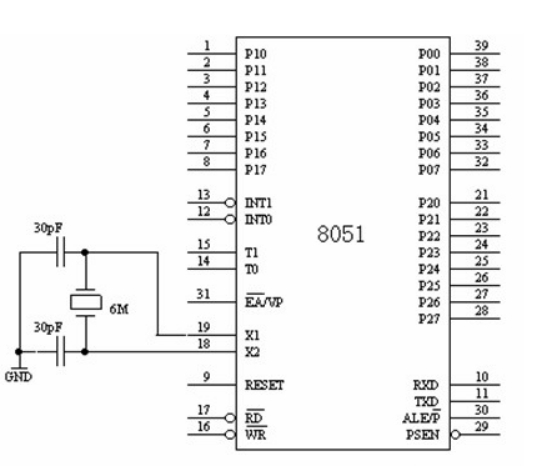 1 P10 P00 39
2 P11 P01 38
3 P12 P02 37
4 P13 P03 36
5 P14 P04 35
6 P15 P05 34
7 P16 P06 33
8 P17 P07 32
13 INT1 P20 21
12 INT0 P21 22
P22 23
8051
30pF
15 T1 P23 24
14 T0 P24 25
P25 26
31 EA/VP P26 27
6M
P27 28
30pF
19 X1
18 X2
GND
9 RESET RXD 10
TXD 11
17 RD ALE/P 30
16 WR PSEN 29